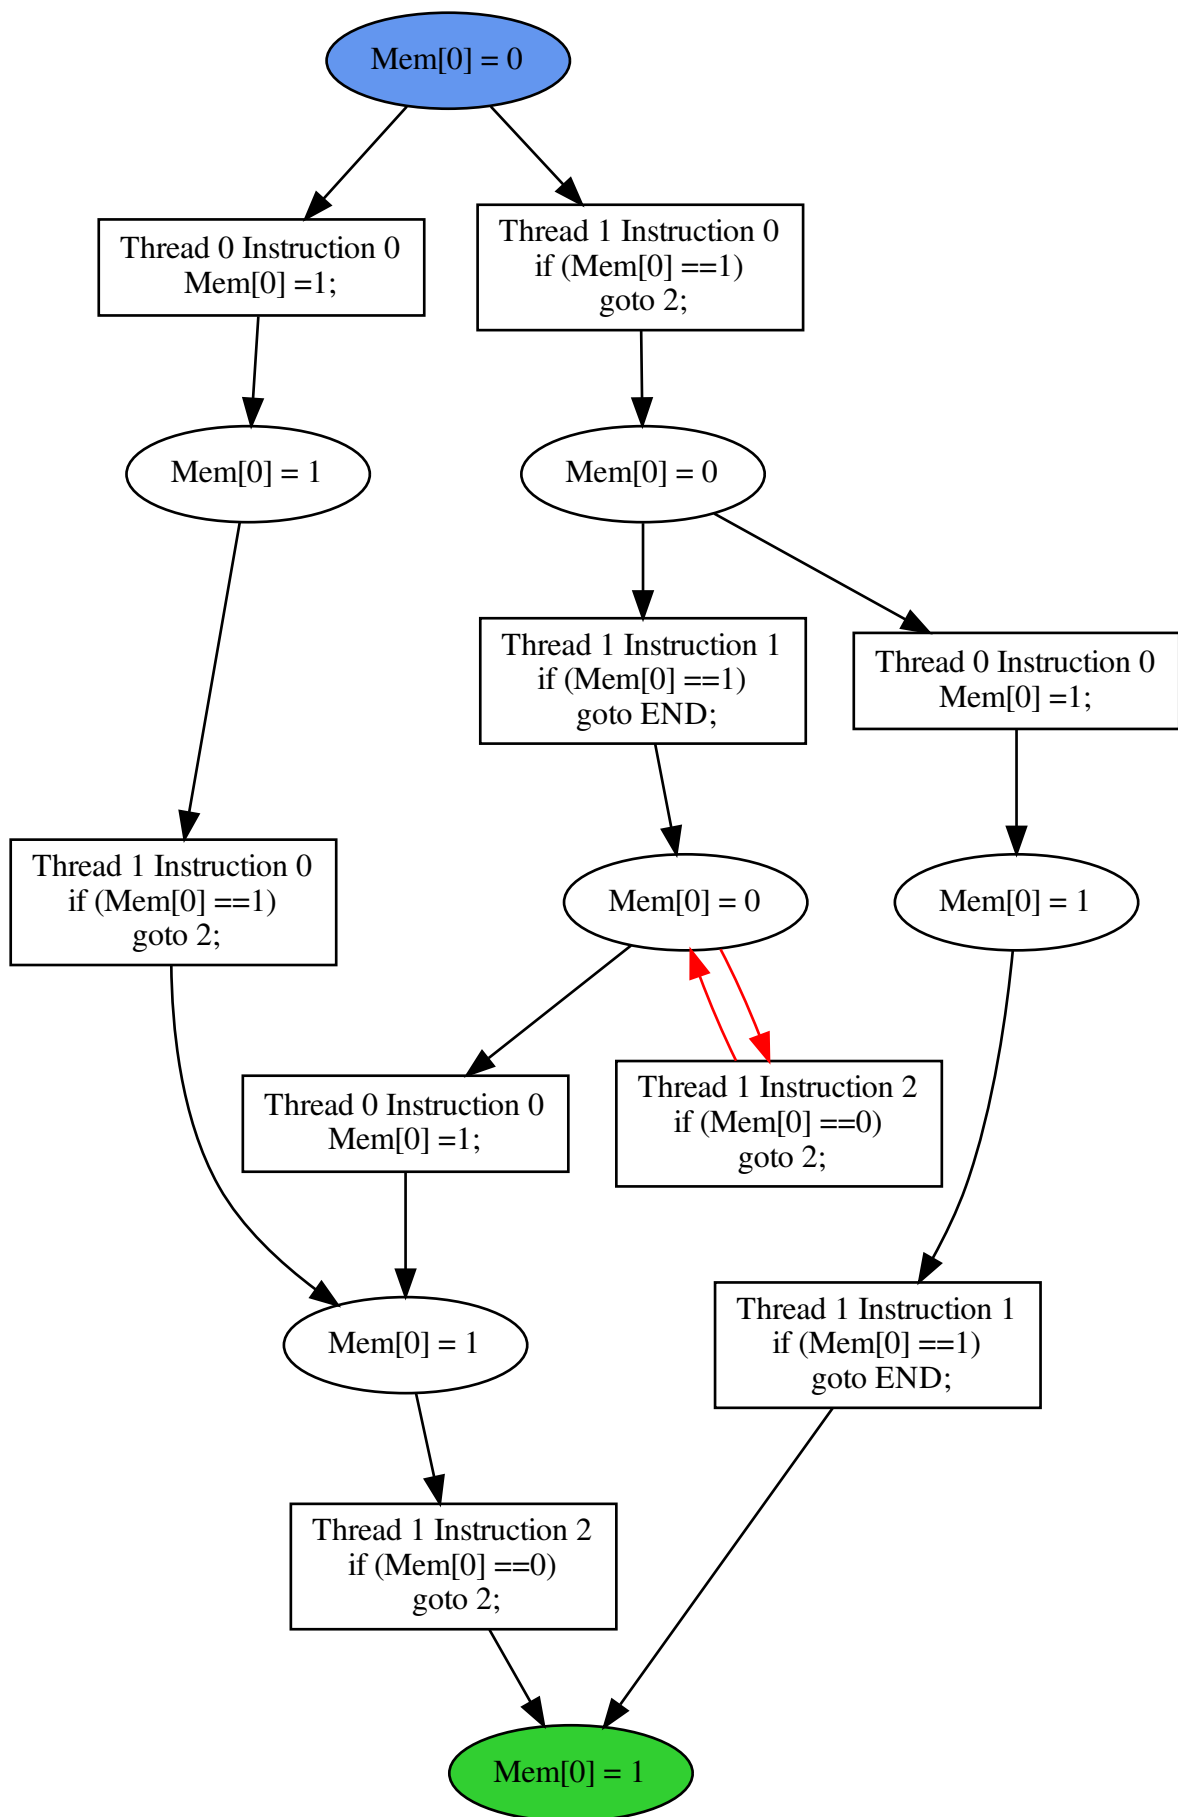 Mem[0] = 0
Thread 0 Instruction 0
Mem[0] =1;
Thread 1 Instruction 0
if (Mem[0] ==1)
goto 2;
Mem[0] = 1
Mem[0] = 0
Thread 1 Instruction 1
if (Mem[0] ==1)
goto END;
Thread 0 Instruction 0
Mem[0] =1;
Thread 1 Instruction 0
if (Mem[0] ==1)
goto 2;
Mem[0] = 0
Mem[0] = 1
Thread 0 Instruction 0
Mem[0] =1;
Thread 1 Instruction 2
if (Mem[0] ==0)
goto 2;
Mem[0] = 1
Thread 1 Instruction 1
if (Mem[0] ==1)
goto END;
Thread 1 Instruction 2
if (Mem[0] ==0)
goto 2;
Mem[0] = 1